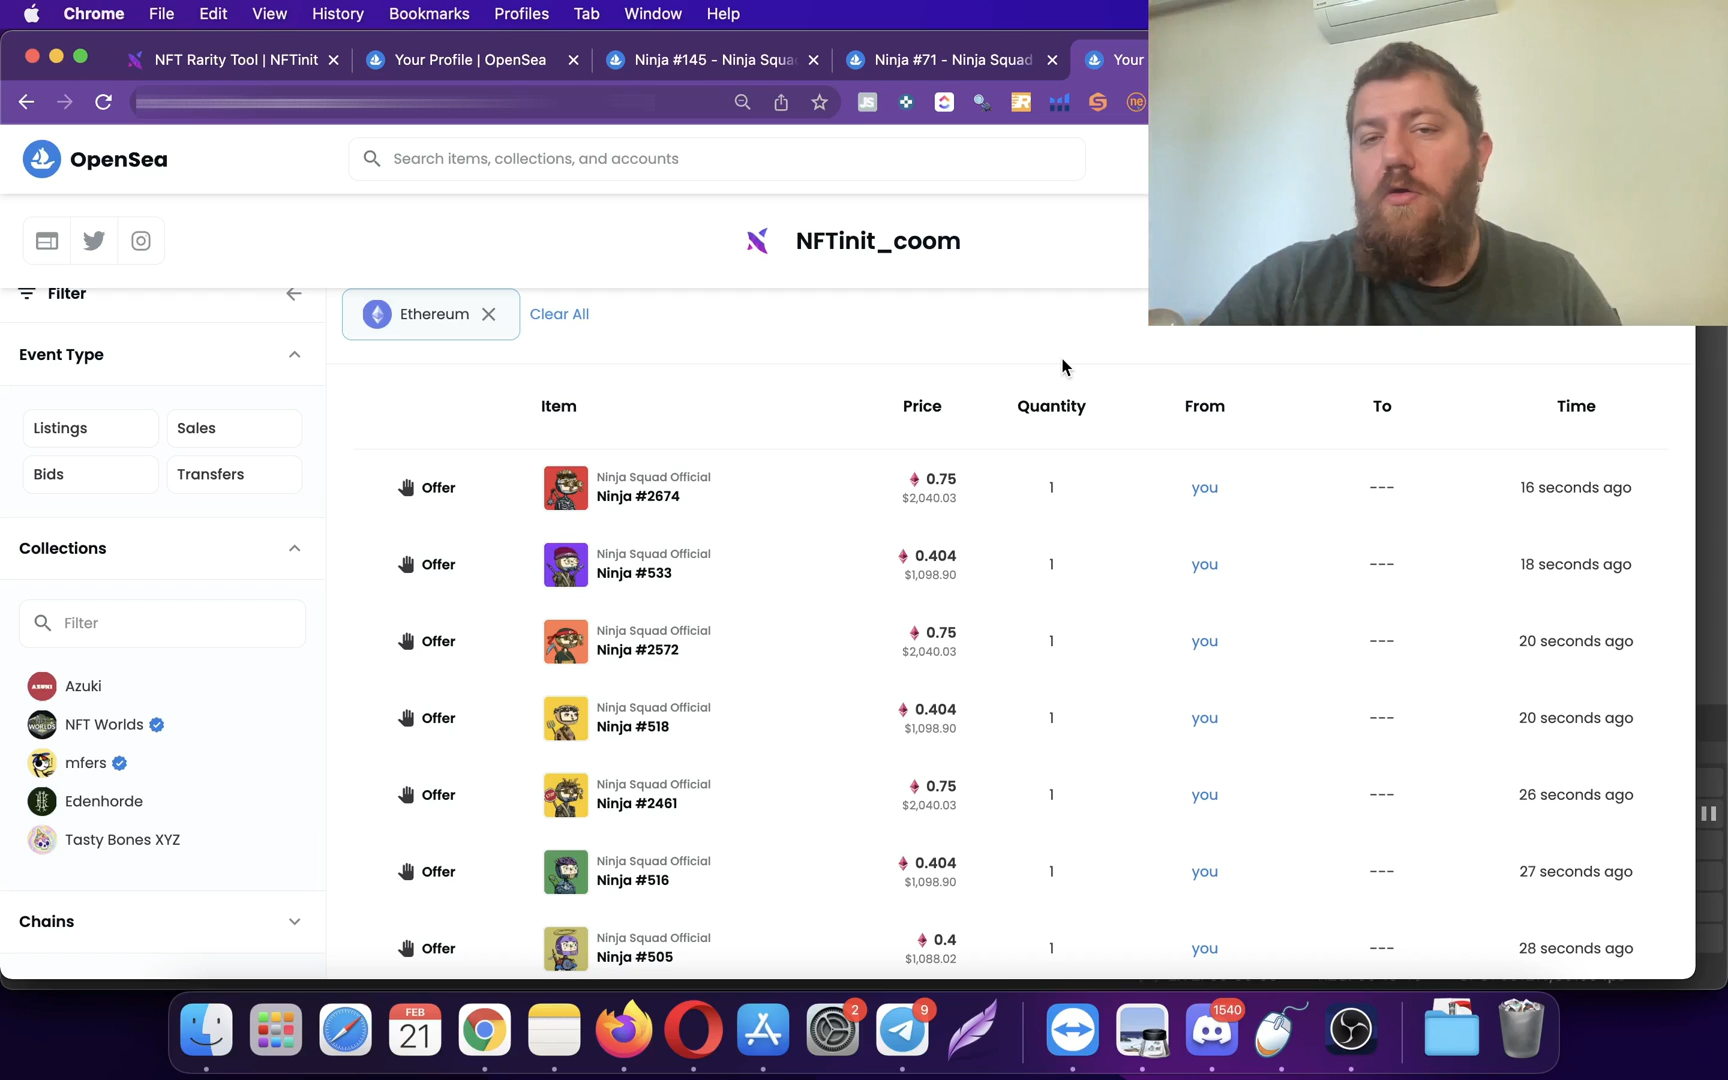 Chrome File Edit View History Bookmarks Profiles Tab Window Help
NFT Rarity Tool | NFTinit Your Profile | OpenSea Ninja #145 - Ninja Squa Ninja #71 - Ninja Squad Your
JS R S ne
OpenSea Search items, collections, and accounts
NFTinit_coom
Filter Ethereum Clear All
Event Type
Item Price Quantity From To Time
Listings Sales
Bids Transfers
Offer Ninja Squad Official Ninja #2674 0.75 $2,040.03 1 you --- 16 seconds ago
Collections
Offer Ninja Squad Official Ninja #533 0.404 $1,098.90 1 you --- 18 seconds ago
Filter
Offer Ninja Squad Official Ninja #2572 0.75 $2,040.03 1 you --- 20 seconds ago
AZUKI Azuki
WORLDS NFT Worlds
Offer Ninja Squad Official Ninja #518 0.404 $1,098.90 1 you --- 20 seconds ago
mfers
Edenhorde
Offer Ninja Squad Official Ninja #2461 0.75 $2,040.03 1 you --- 26 seconds ago
Tasty Bones XYZ
Offer Ninja Squad Official Ninja #516 0.404 $1,098.90 1 you --- 27 seconds ago
Chains
Offer Ninja Squad Official Ninja #505 0.4 $1,088.02 1 you --- 28 seconds ago
FEB
21
2
9
1540